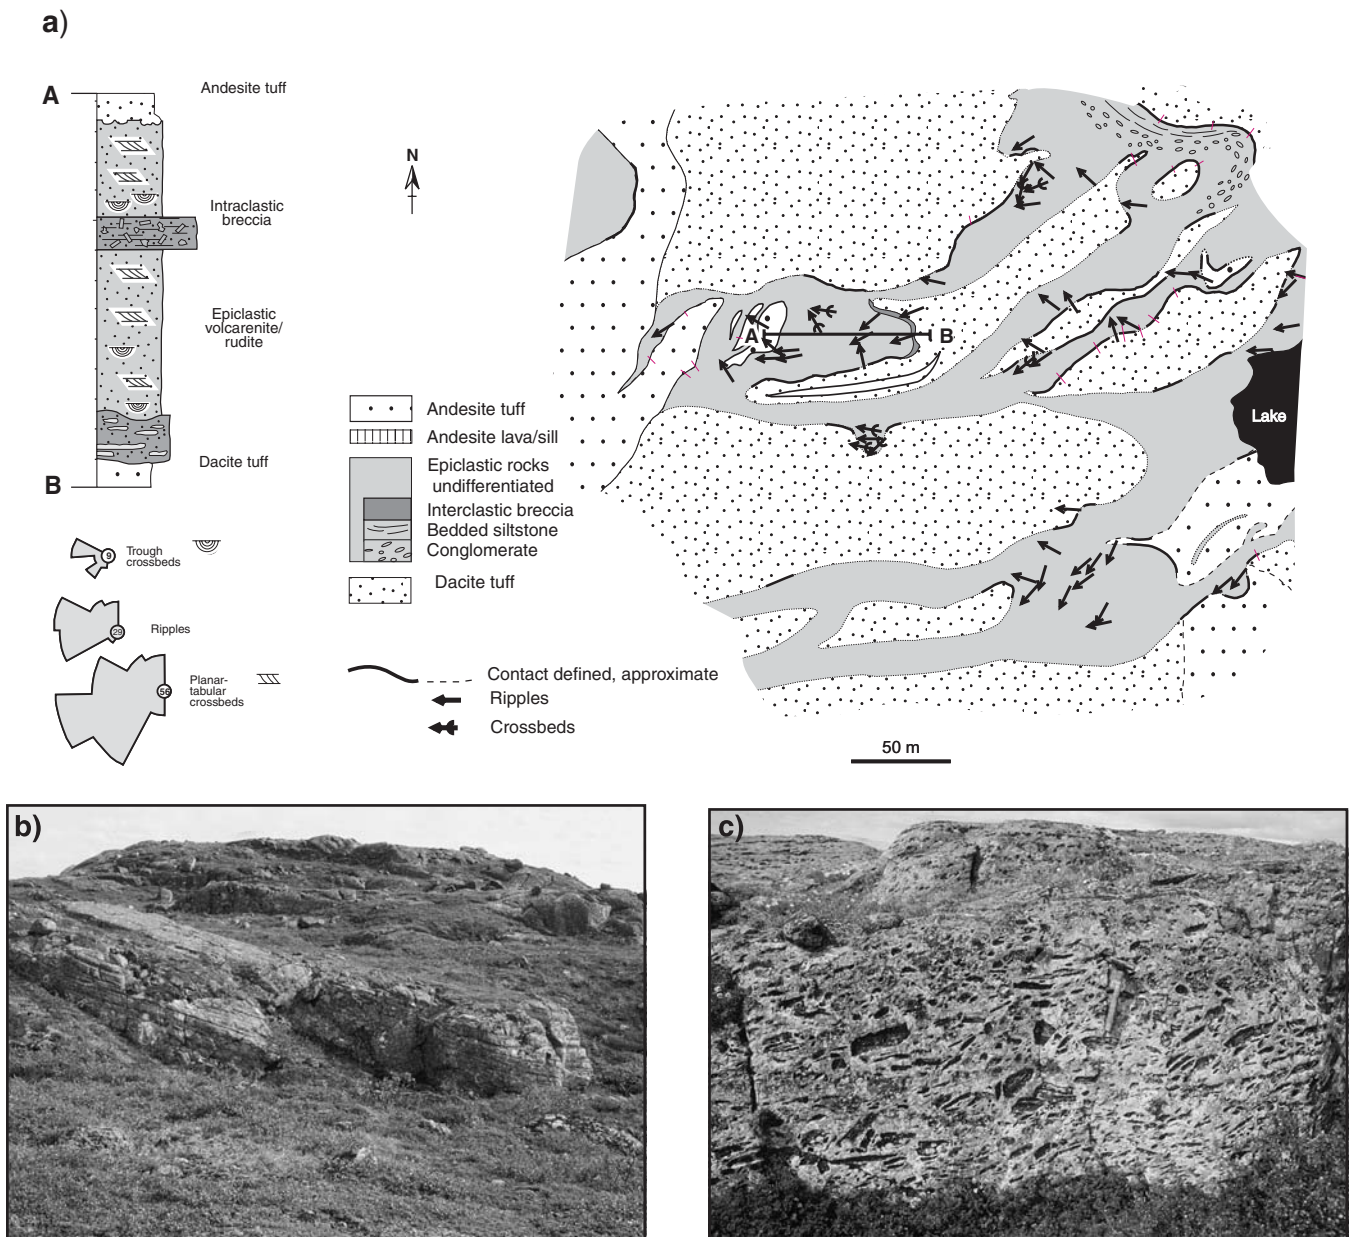 a)
A
Andesite tuff
Intraclastic
breccia
Epiclastic
volcarenite/
rudite
Dacite tuff
B
9
Trough
crossbeds
29
Ripples
56
Planar-
tabular
crossbeds
N
Andesite tuff
Andesite lava/sill
Epiclastic rocks
undifferentiated
Interclastic breccia
Bedded siltstone
Conglomerate
Dacite tuff
Contact defined, approximate
Ripples
Crossbeds
A
B
Lake
50 m
b)
c)